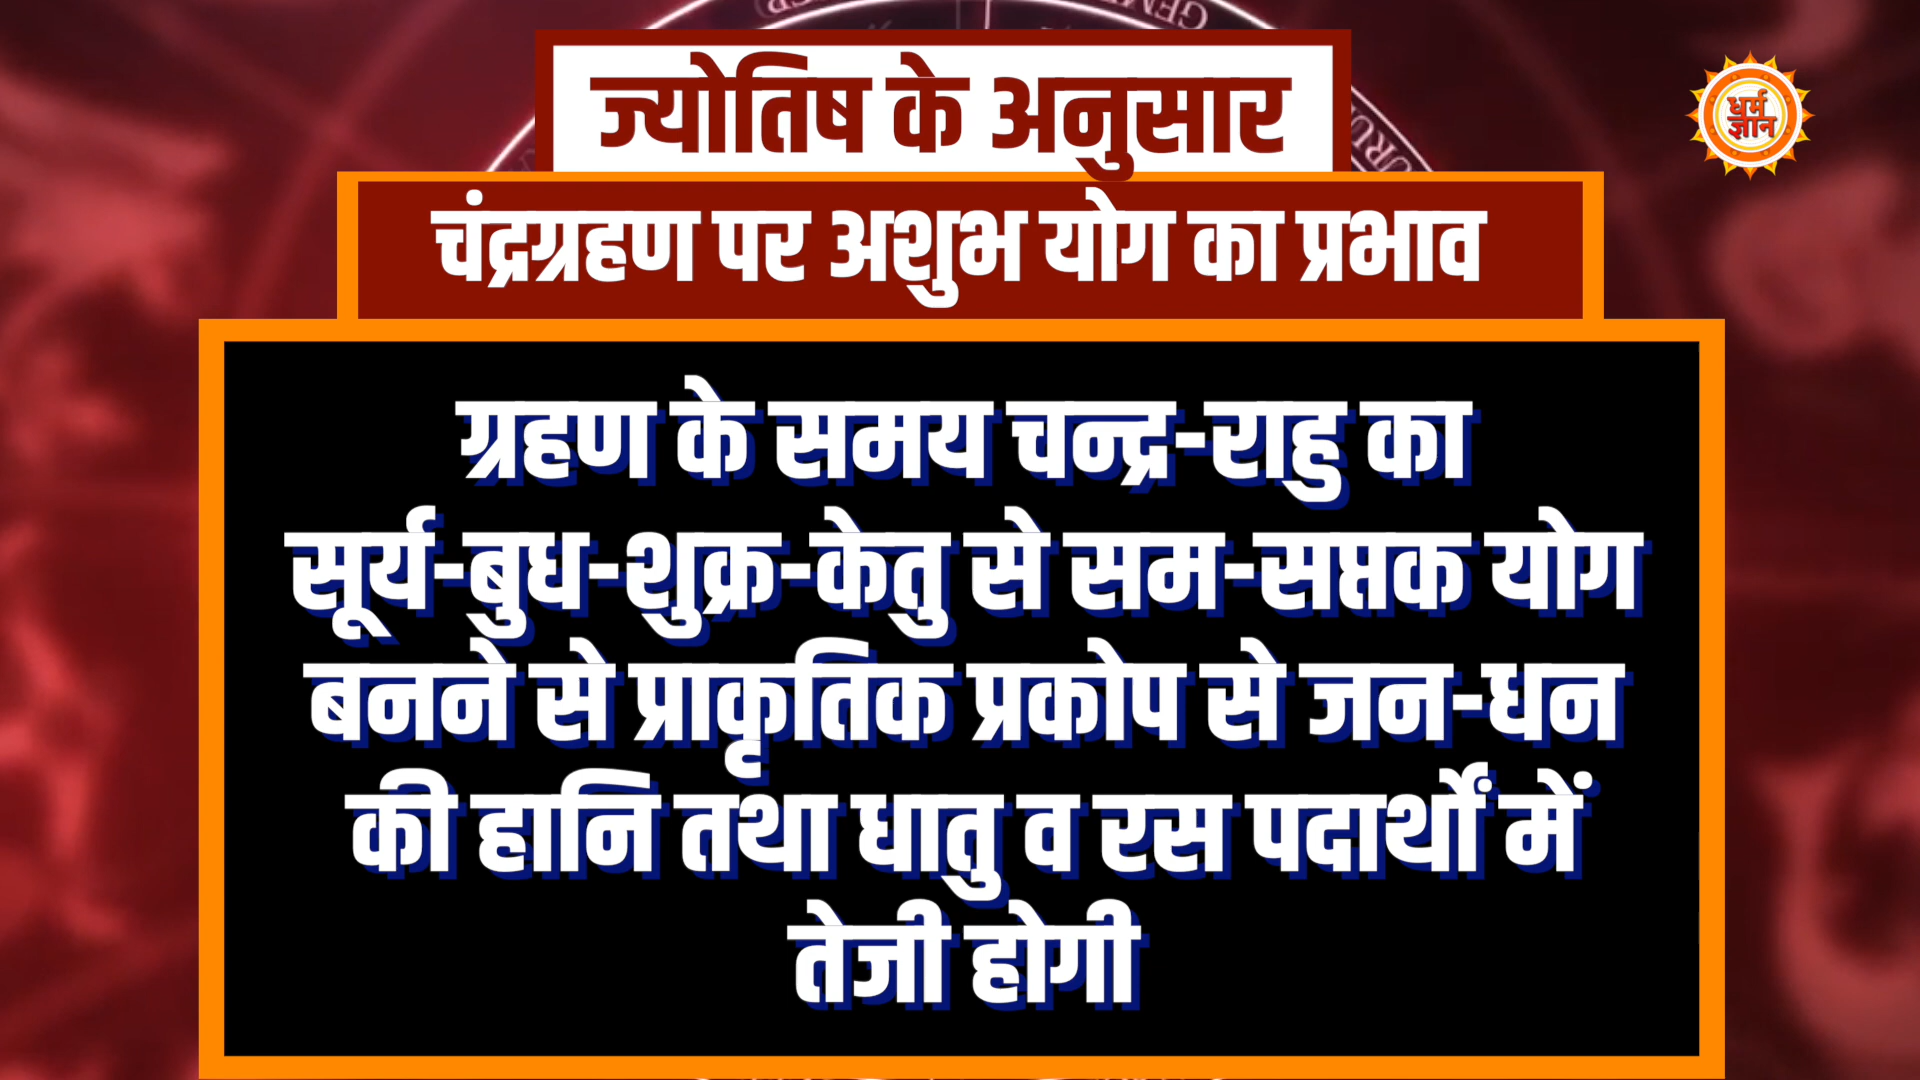 ज्योतिष के अनुसार
धर्म
ज्ञान
चंद्रग्रहण पर अशुभ योग का प्रभाव
ग्रहण के समय चन्द्र-राहु का
सूर्य-बुध-शुक्र-केतु से सम-सप्तक योग
बनने से प्राकृतिक प्रकोप से जन-धन
की हानि तथा धातु व रस पदार्थों में
तेजी होगी